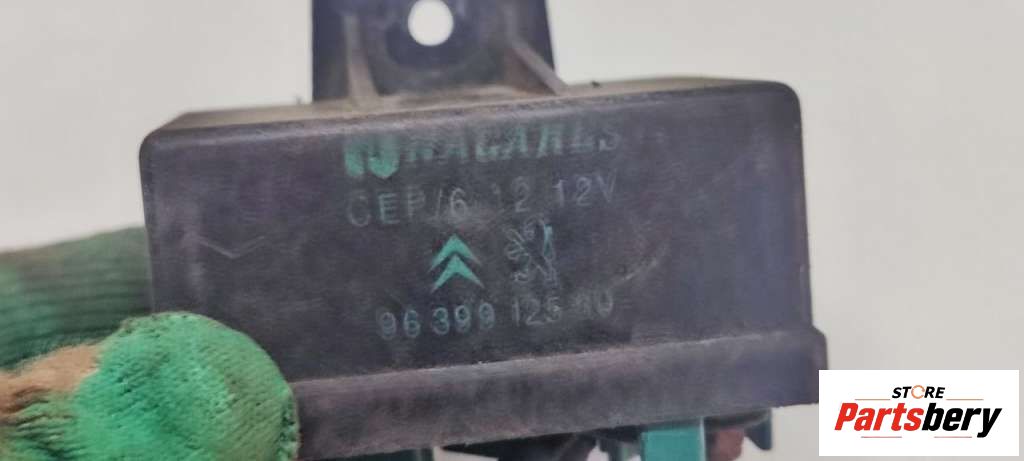 NAGARES
CEP/6 12 12V
96 399 125 80
STORE
Partsbery